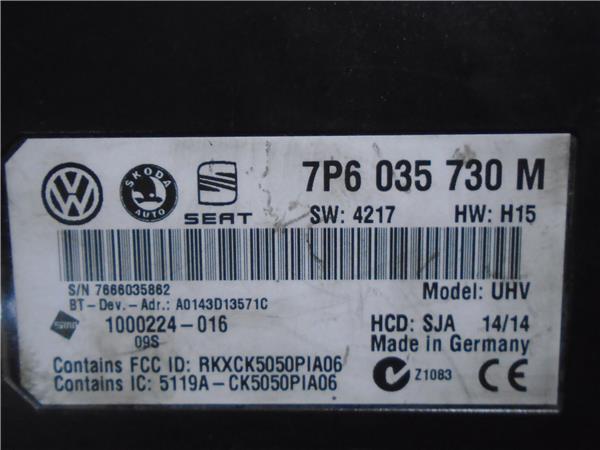 7P6 035 730 M
SKODA
AUTO
SEAT
SW: 4217 HW: H15
S/N 7666035862
BT-Dev.-Adr.: A0143D13571C
Model: UHV
1000224-016
09S
HCD: SJA 14/14
Made in Germany
Contains FCC ID: RKXCK5050PIA06
Contains IC: 5119A-CK5050PIA06
Z1083